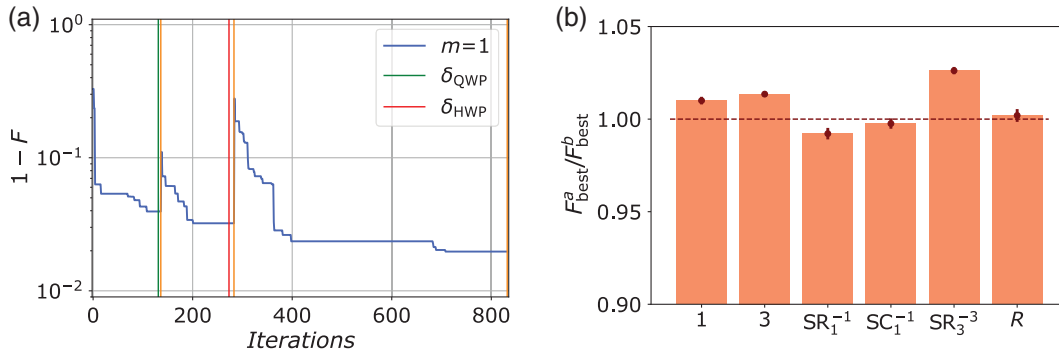 (a)
10⁰
10⁻¹
10⁻²
1 − F
0 200 400 600 800
Iterations
m=1
δ_QWP
δ_HWP
(b)
1.05
1.00
0.95
0.90
F^a_best/F^b_best
1 3 SR₁⁻¹ SC₁⁻¹ SR₃⁻³ R